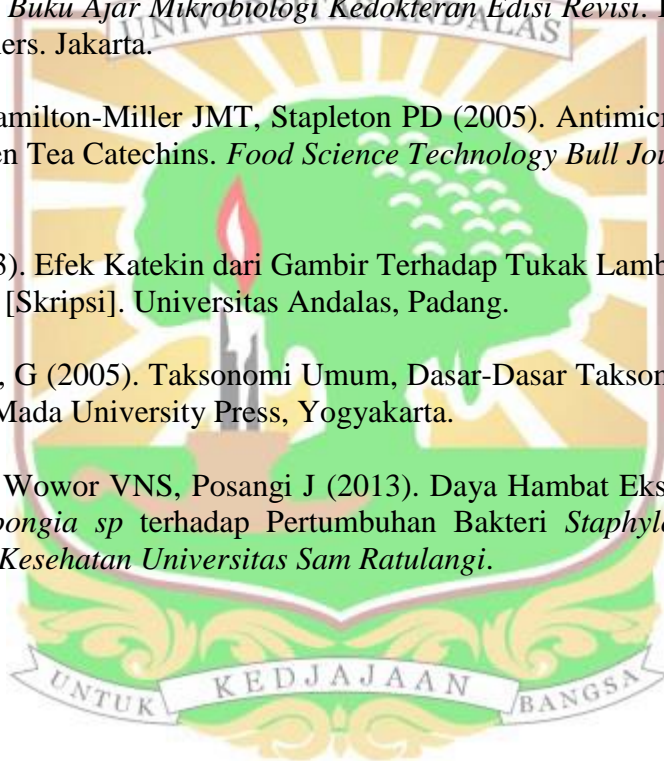 Buku Ajar Mikrobiologi Kedokteran Edisi Revisi.
UNIVERSITAS ANDALAS
ers. Jakarta.
amilton-Miller JMT, Stapleton PD (2005). Antimicr
en Tea Catechins. Food Science Technology Bull Jou
3). Efek Katekin dari Gambir Terhadap Tukak Lamb
[Skripsi]. Universitas Andalas, Padang.
, G (2005). Taksonomi Umum, Dasar-Dasar Takson
Mada University Press, Yogyakarta.
Wowor VNS, Posangi J (2013). Daya Hambat Eks
pongia sp terhadap Pertumbuhan Bakteri Staphyl
Kesehatan Universitas Sam Ratulangi.
UNTUK KEDJAJAAN BANGSA